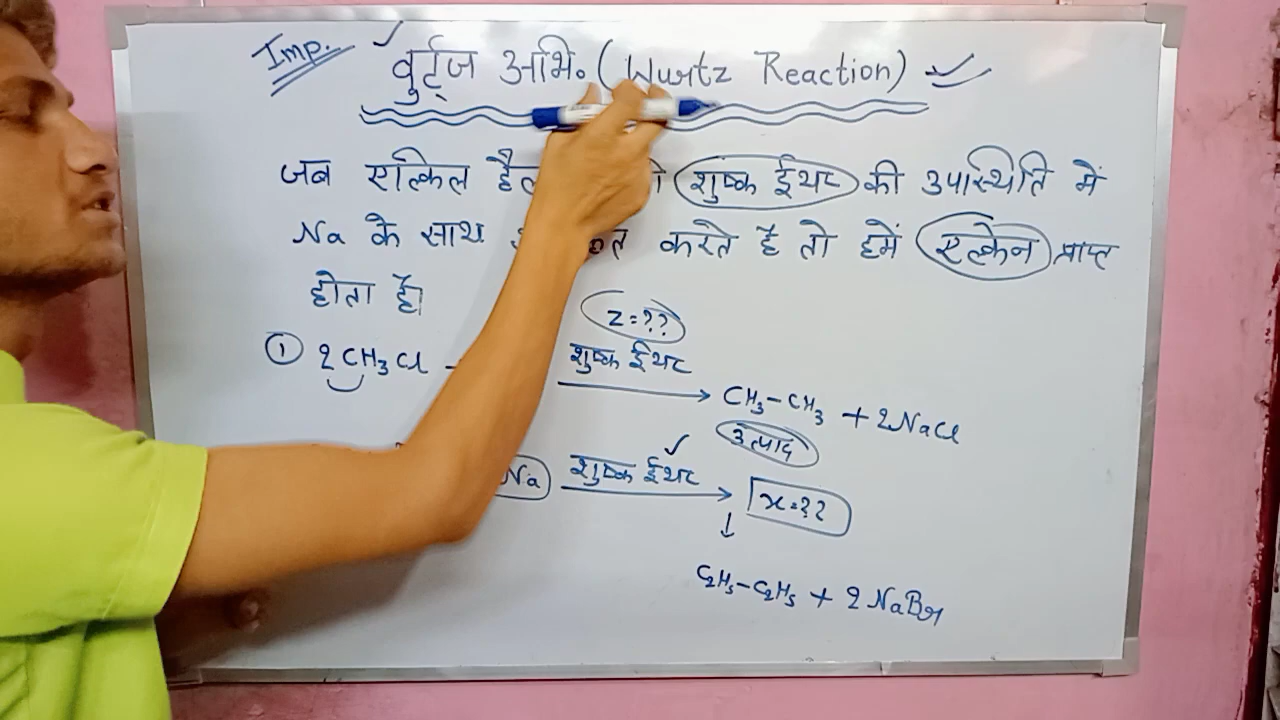 Imp. वुर्ट्ज अभि० (Wurtz Reaction)
जब एल्किल शुष्क ईथर की उपस्थिति में
Na के साथ करते है तो हमें एल्केन प्राप्त
होता है।
z=??
① 2CH₃Cl शुष्क ईथर CH₃-CH₃ + 2NaCl
उत्पाद
Na शुष्क ईथर x=??
C₂H₅-C₂H₅ + 2NaBr